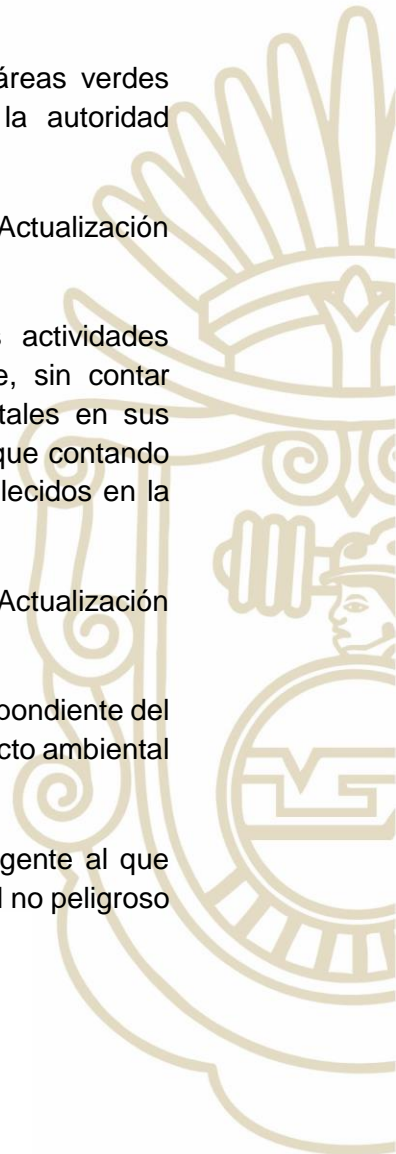 áreas verdes
la autoridad
Actualización
actividades
e, sin contar
tales en sus
que contando
lecidos en la
Actualización
pondiente del
cto ambiental
gente al que
l no peligroso